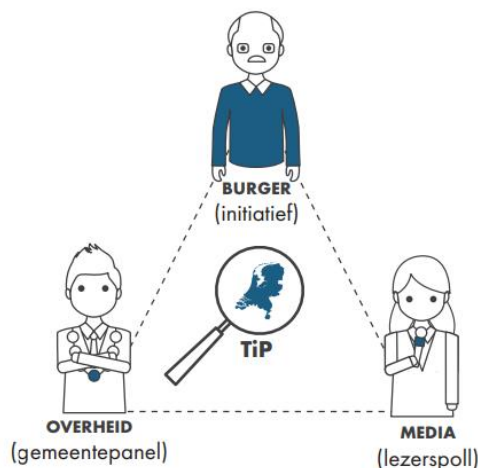 BURGER
(initiatief)
TiP
OVERHEID
(gemeentepanel)
MEDIA
(lezerspoll)